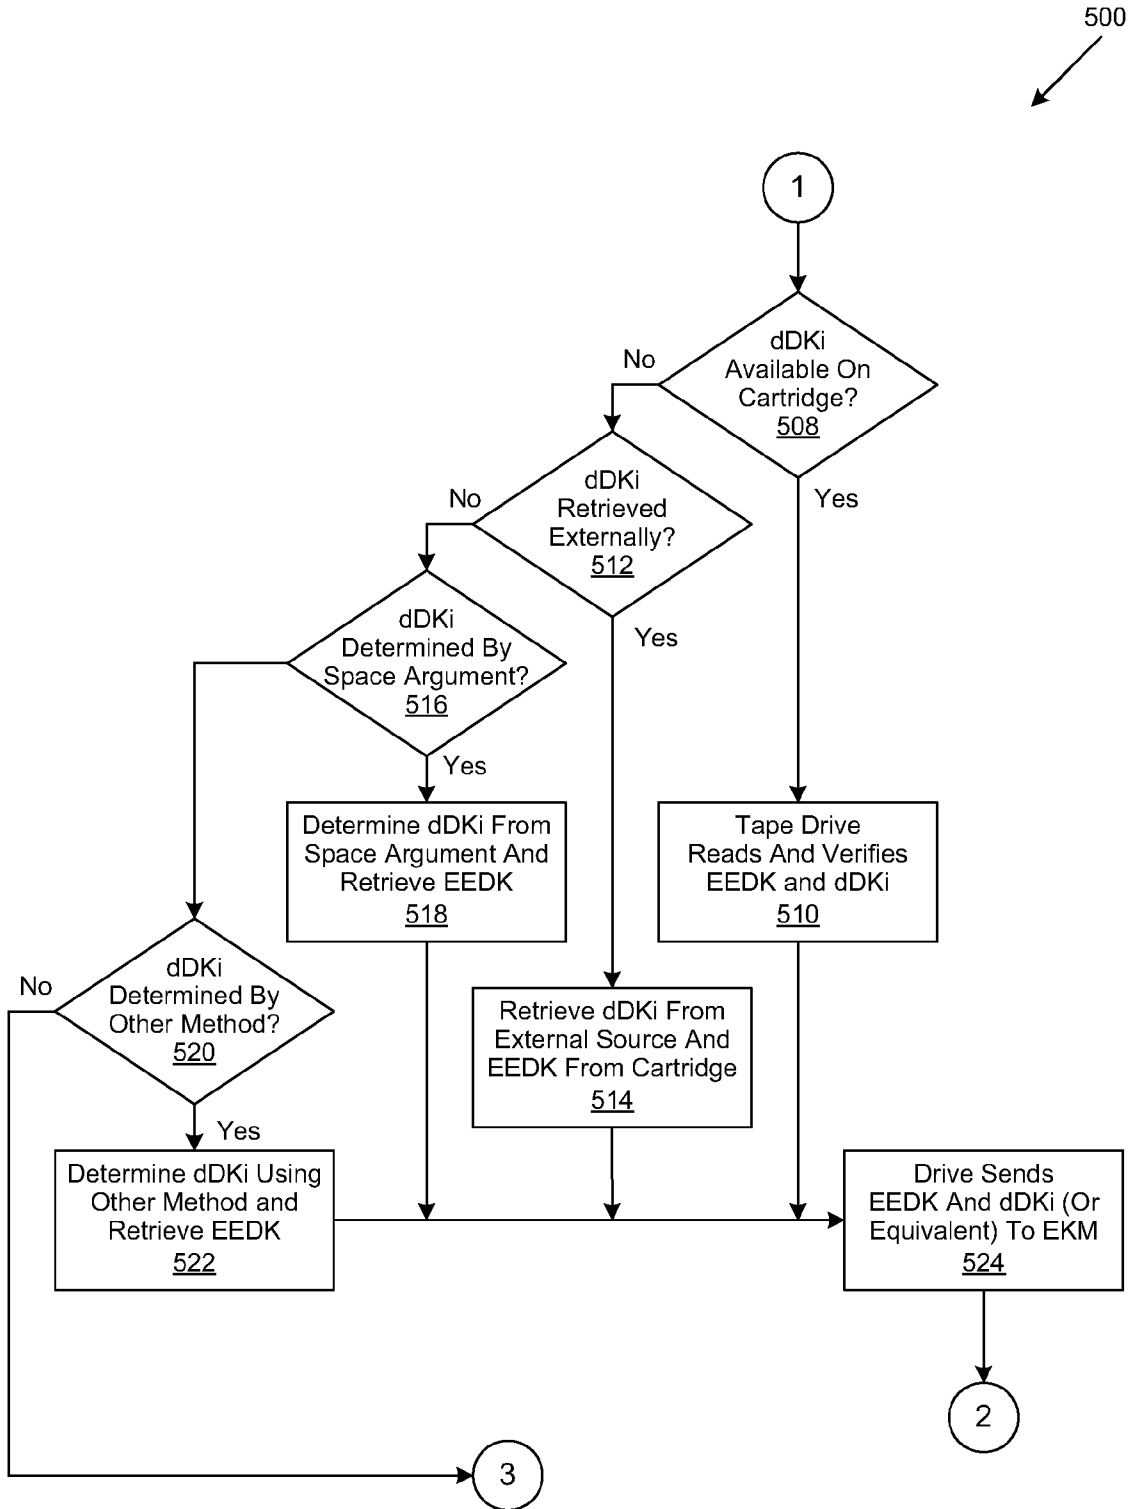 500
1
dDKi
Available On
Cartridge?
508
No
Yes
dDKi
Retrieved
Externally?
512
No
Yes
dDKi
Determined By
Space Argument?
516
Yes
Determine dDKi From
Space Argument And
Retrieve EEDK
518
Tape Drive
Reads And Verifies
EEDK and dDKi
510
dDKi
Determined By
Other Method?
520
No
Yes
Retrieve dDKi From
External Source And
EEDK From Cartridge
514
Determine dDKi Using
Other Method and
Retrieve EEDK
522
Drive Sends
EEDK And dDKi (Or
Equivalent) To EKM
524
2
3